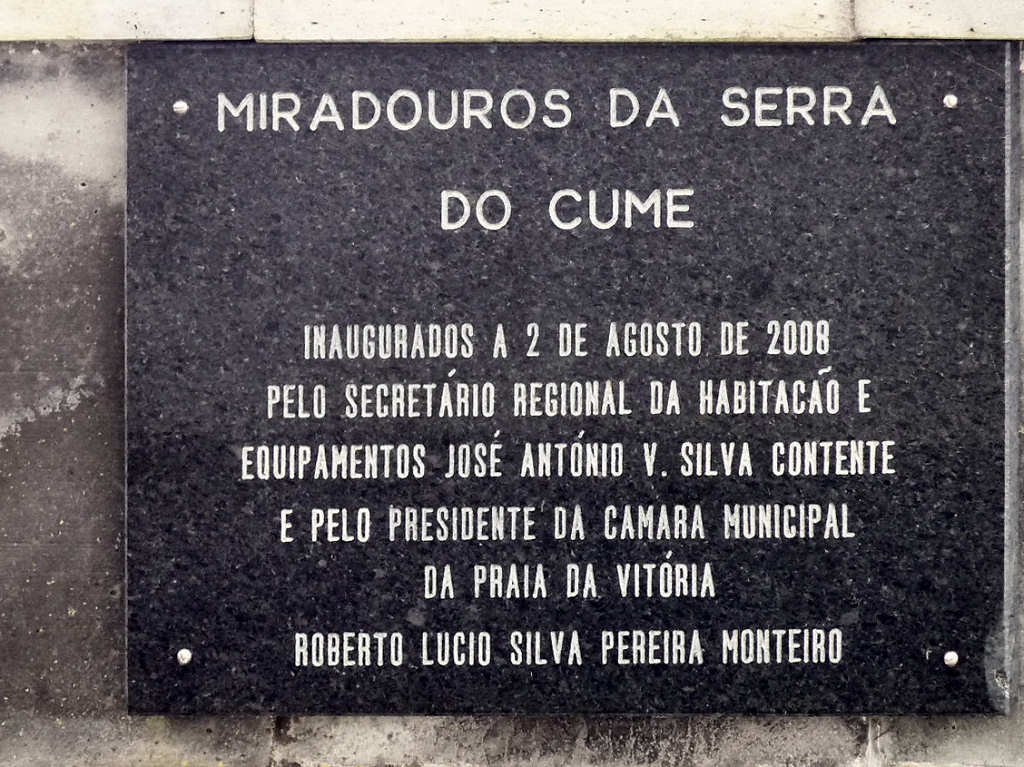 MIRADOUROS DA SERRA
DO CUME
INAUGURADOS A 2 DE AGOSTO DE 2008
PELO SECRETÁRIO REGIONAL DA HABITACÃO E
EQUIPAMENTOS JOSÉ ANTÓNIO V. SILVA CONTENTE
E PELO PRESIDENTE DA CAMARA MUNICIPAL
DA PRAIA DA VITÓRIA
ROBERTO LUCIO SILVA PEREIRA MONTEIRO